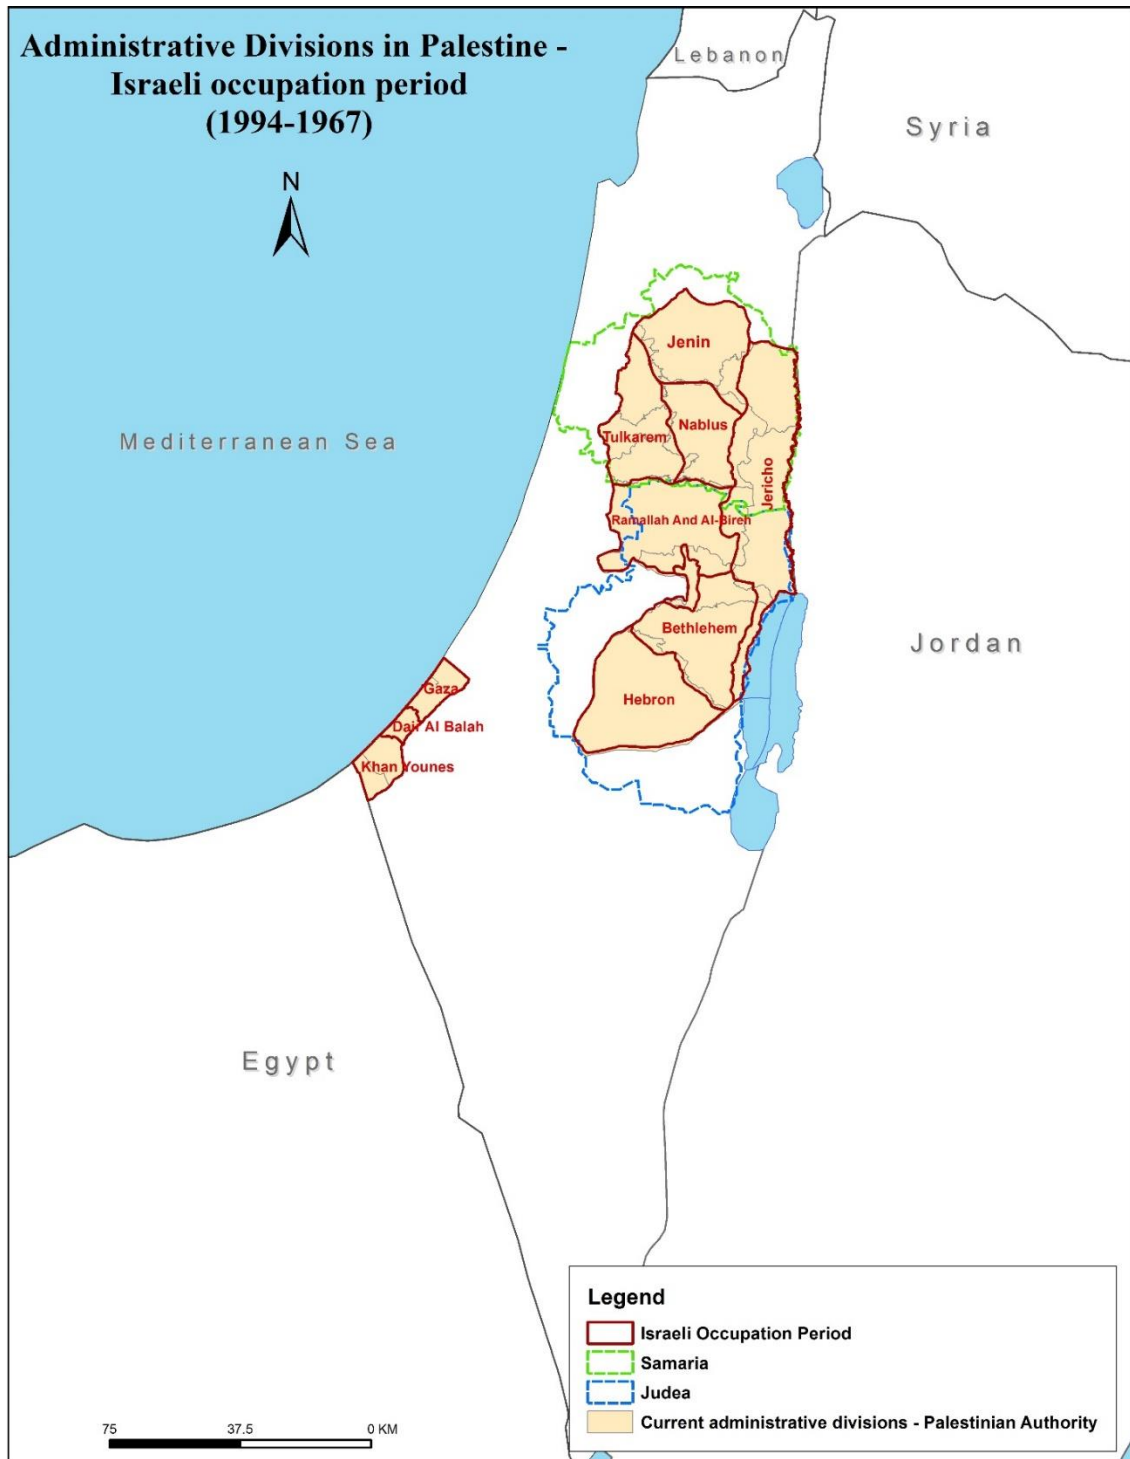 Administrative Divisions in Palestine -
Israeli occupation period
(1994-1967)
N
Lebanon
Syria
Mediterranean Sea
Jenin
Nablus
Tulkarem
Jericho
Ramallah And Al-Bireh
Bethlehem
Hebron
Jordan
Gaza
Dair Al Balah
Khan Younes
Egypt
Legend
Israeli Occupation Period
Samaria
Judea
Current administrative divisions - Palestinian Authority
75 37.5 0 KM